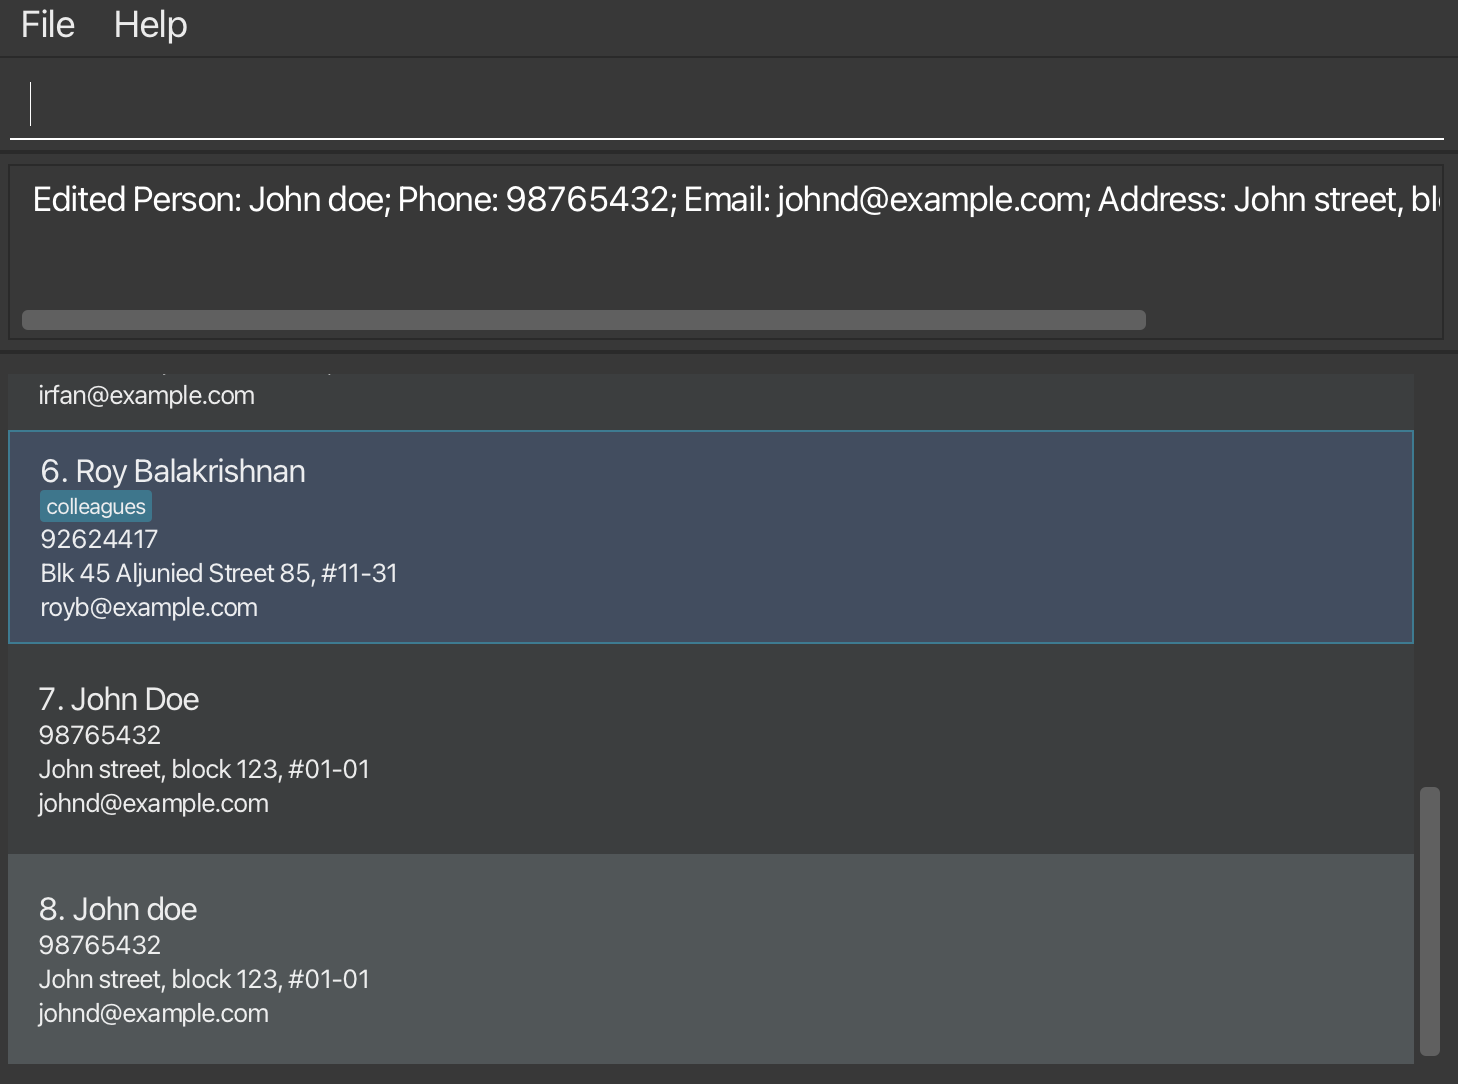 File Help
Edited Person: John doe; Phone: 98765432; Email: johnd@example.com; Address: John street,
irfan@example.com
6. Roy Balakrishnan
colleagues
92624417
Blk 45 Aljunied Street 85, #11-31
royb@example.com
7. John Doe
98765432
John street, block 123, #01-01
johnd@example.com
8. John doe
98765432
John street, block 123, #01-01
johnd@example.com